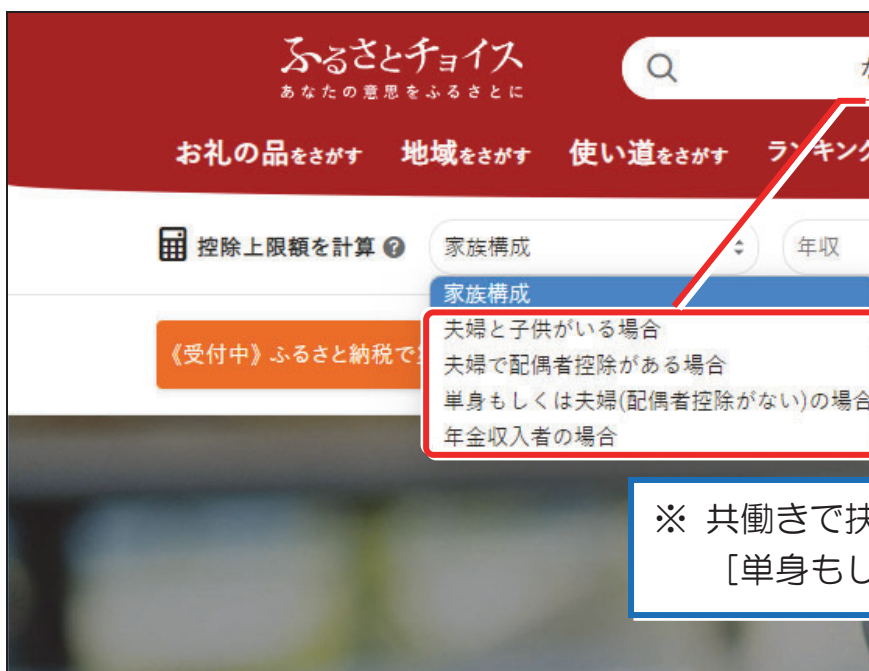 ふるさとチョイス
あなたの意思をふるさとに
お礼の品をさがす 地域をさがす 使い道をさがす ランキング
控除上限額を計算 ? 家族構成 年収
家族構成
夫婦と子供がいる場合
夫婦で配偶者控除がある場合
単身もしくは夫婦(配偶者控除がない)の場合
年金収入者の場合
《受付中》ふるさと納税で
※ 共働きで扶
[単身もし